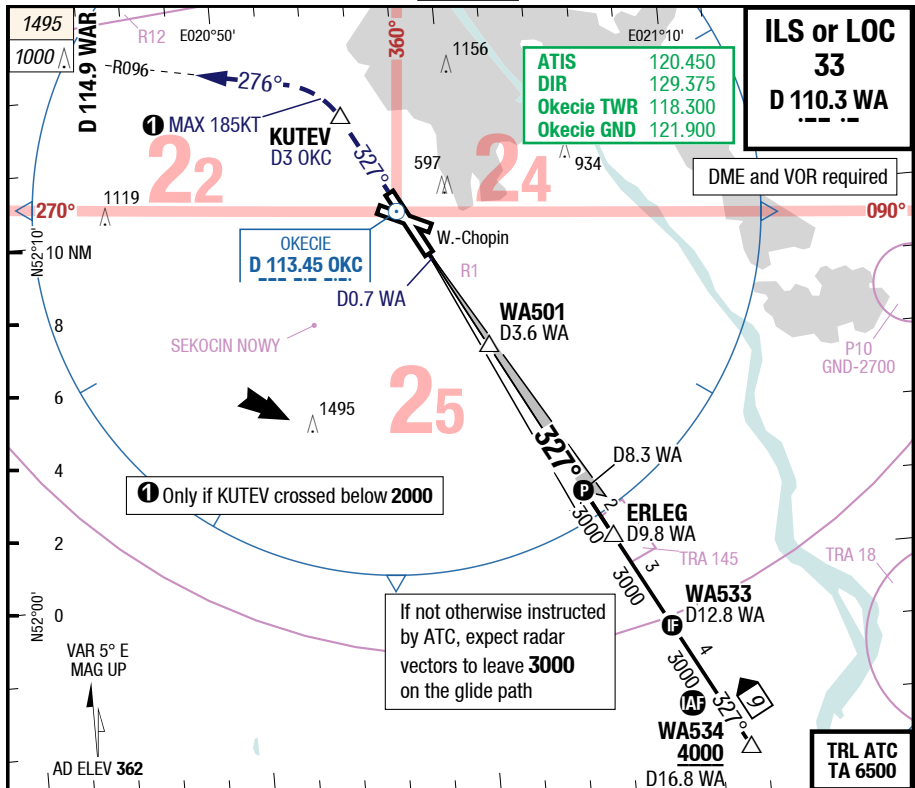 1495
1000
D 114.9 WAR
R12
E020°50'
360°
1156
E021°10'
ILS or LOC
33
D 110.3 WA
ATIS 120.450
DIR 129.375
Okecie TWR 118.300
Okecie GND 121.900
R096
276°
1 MAX 185KT
KUTEV
D3 OKC
327°
22
24
597
934
DME and VOR required
1119
270°
090°
N52°10'
10 NM
OKECIE
D 113.45 OKC
W.-Chopin
R1
D0.7 WA
WA501
D3.6 WA
8
SEKOCIN NOWY
P10
GND-2700
6
25
1495
327°
D8.3 WA
4
P
2
1 Only if KUTEV crossed below 2000
3000
ERLEG
D9.8 WA
2
TRA 145
TRA 18
3
3000
WA533
D12.8 WA
0
N52°00'
IF
If not otherwise instructed
by ATC, expect radar
vectors to leave 3000
on the glide path
4
3000
VAR 5° E
MAG UP
327°
9
IAF
WA534
4000
D16.8 WA
AD ELEV 362
TRL ATC
TA 6500